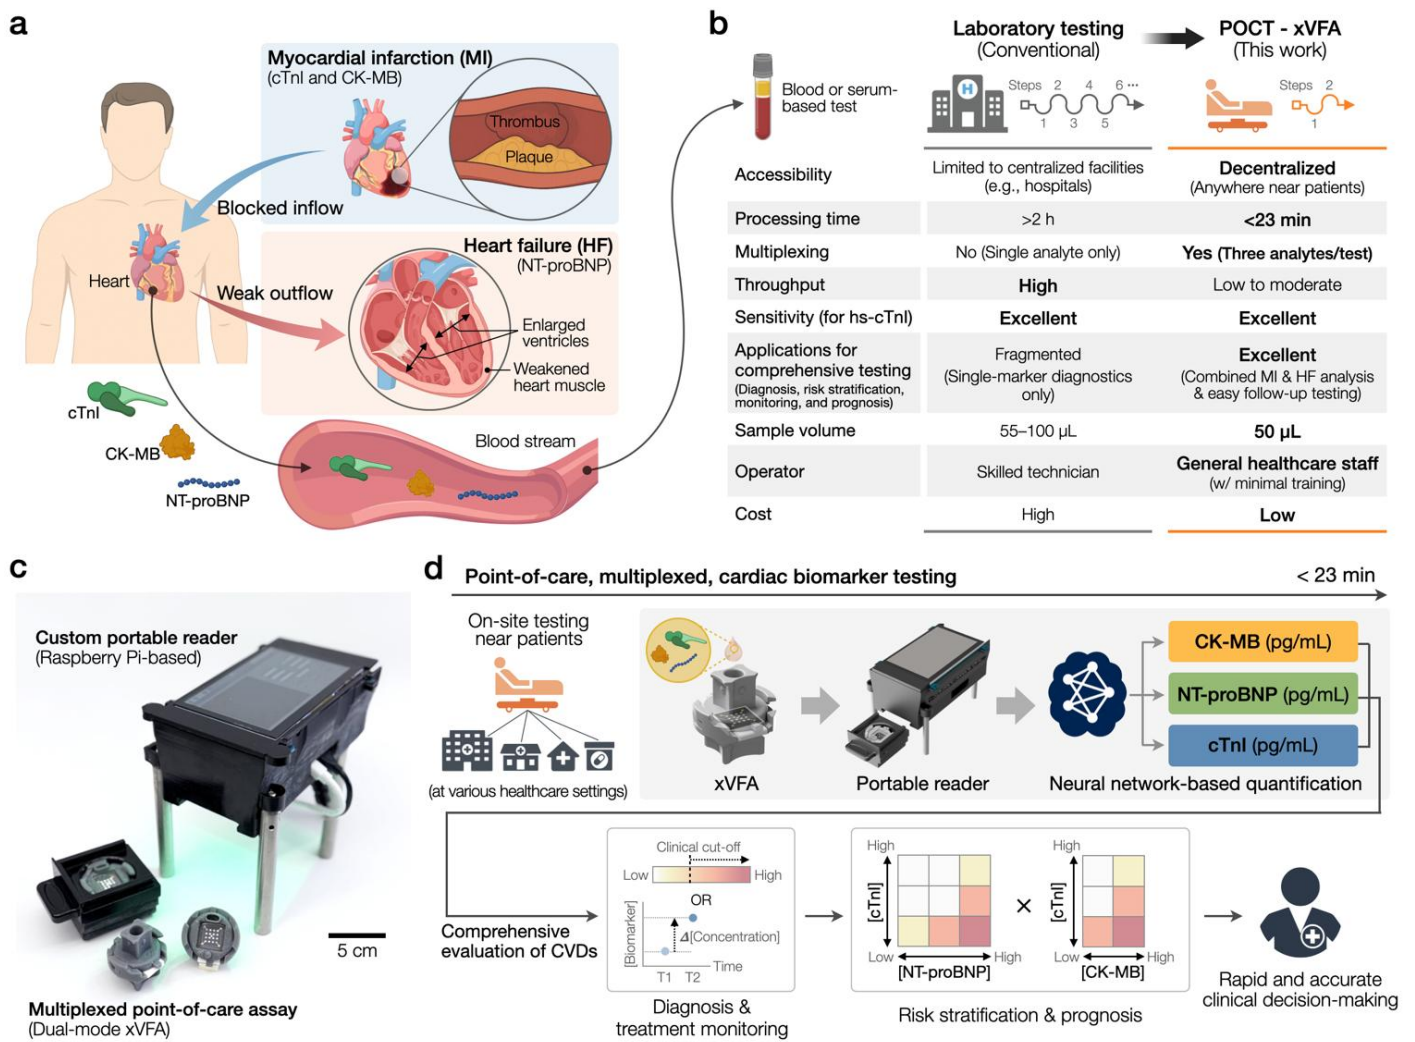 a
Myocardial infarction (MI)
(cTnI and CK-MB)
Thrombus
Plaque
Blocked inflow
Heart failure (HF)
(NT-proBNP)
Heart
Weak outflow
Enlarged
ventricles
Weakened
heart muscle
cTnI
CK-MB
NT-proBNP
Blood stream
b
Laboratory testing
(Conventional)
POCT - xVFA
(This work)
Blood or serum-
based test
H
Steps 2 4 6 ...
1 3 5
Steps 2
1
Accessibility
Limited to centralized facilities
(e.g., hospitals)
Decentralized
(Anywhere near patients)
Processing time
>2 h
<23 min
Multiplexing
No (Single analyte only)
Yes (Three analytes/test)
Throughput
High
Low to moderate
Sensitivity (for hs-cTnI)
Excellent
Excellent
Applications for
comprehensive testing
(Diagnosis, risk stratification,
monitoring, and prognosis)
Fragmented
(Single-marker diagnostics
only)
Excellent
(Combined MI & HF analysis
& easy follow-up testing)
Sample volume
55–100 µL
50 µL
Operator
Skilled technician
General healthcare staff
(w/ minimal training)
Cost
High
Low
c
Custom portable reader
(Raspberry Pi-based)
5 cm
Multiplexed point-of-care assay
(Dual-mode xVFA)
d
Point-of-care, multiplexed, cardiac biomarker testing
< 23 min
On-site testing
near patients
(at various healthcare settings)
xVFA
Portable reader
Neural network-based quantification
CK-MB (pg/mL)
NT-proBNP (pg/mL)
cTnI (pg/mL)
Comprehensive
evaluation of CVDs
Clinical cut-off
Low
High
OR
[Biomarker]
Δ[Concentration]
Time
T1 T2
Diagnosis &
treatment monitoring
High
[cTnI]
Low
High
[NT-proBNP]
×
High
[cTnI]
Low
High
[CK-MB]
Risk stratification & prognosis
Rapid and accurate
clinical decision-making